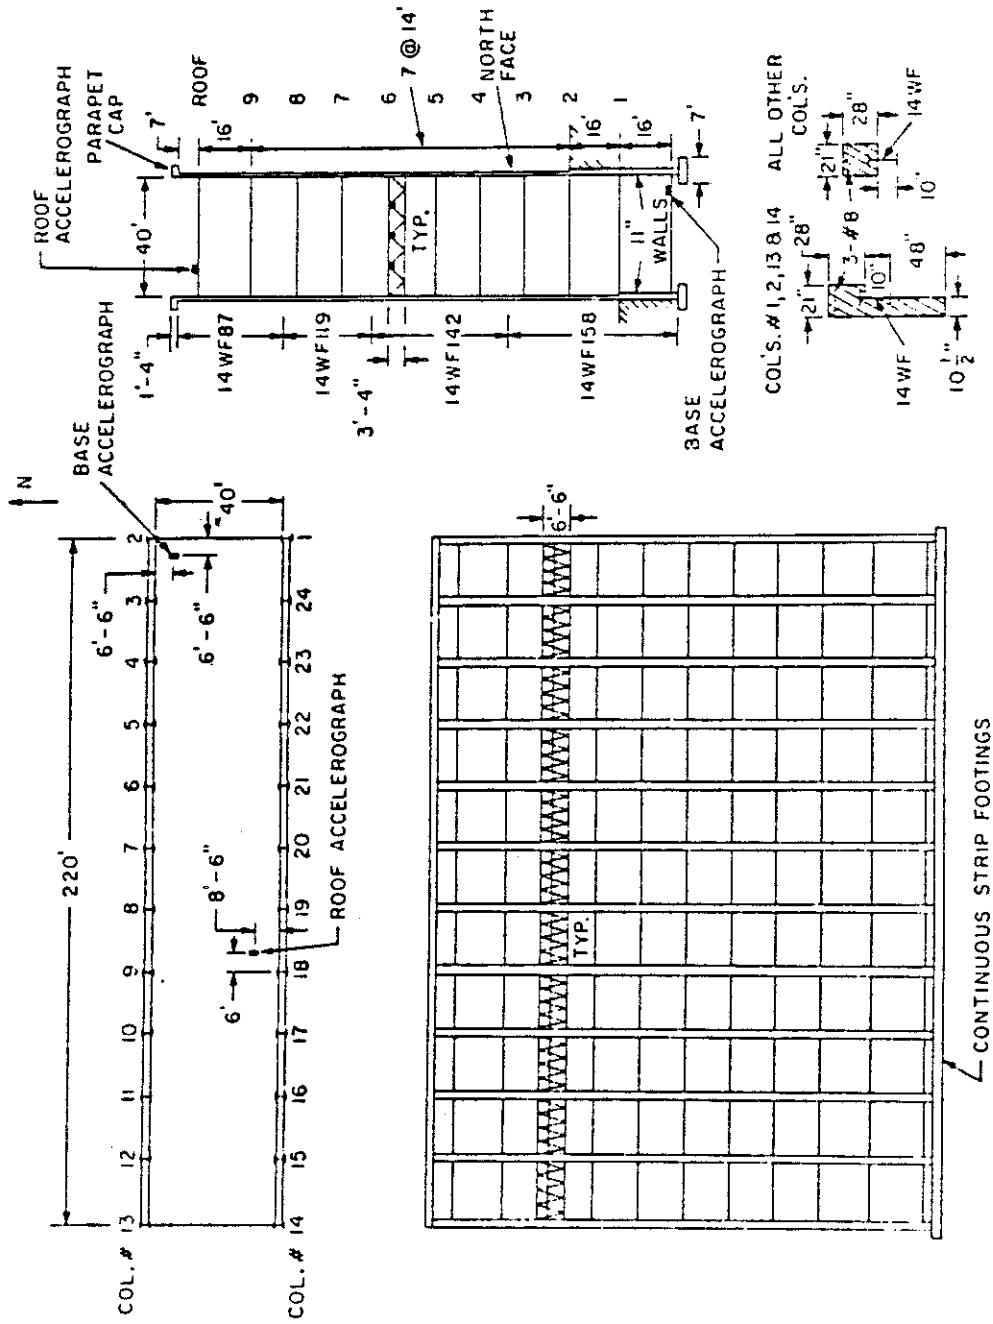 COL. # 13 12 11 10 9 8 7 6 5 4 3 2
220'
N
40'
BASE
ACCELEROGRAPH
6'-6"
6'-6"
8'-6"
6'
ROOF ACCELEROGRAPH
COL. # 14 15 16 17 18 19 20 21 22 23 24 1
6'-6"
TYP.
CONTINUOUS STRIP FOOTINGS
ROOF
ACCELEROGRAPH
PARAPET
CAP
40'
7'
1'-4"
14WF87
14WF119
3'-4"
14WF142
14WF158
TYP.
11"
WALLS
BASE
ACCELEROGRAPH
ROOF
9
8
7
6
5
4
3
2
1
16'
7 @ 14'
NORTH
FACE
16'
16'
7'
COL'S. # 1, 2, 13 & 14
28"
21"
3-#8
10"
48"
14WF
10 1/2"
ALL OTHER
COL'S.
21"
28"
14WF
10"